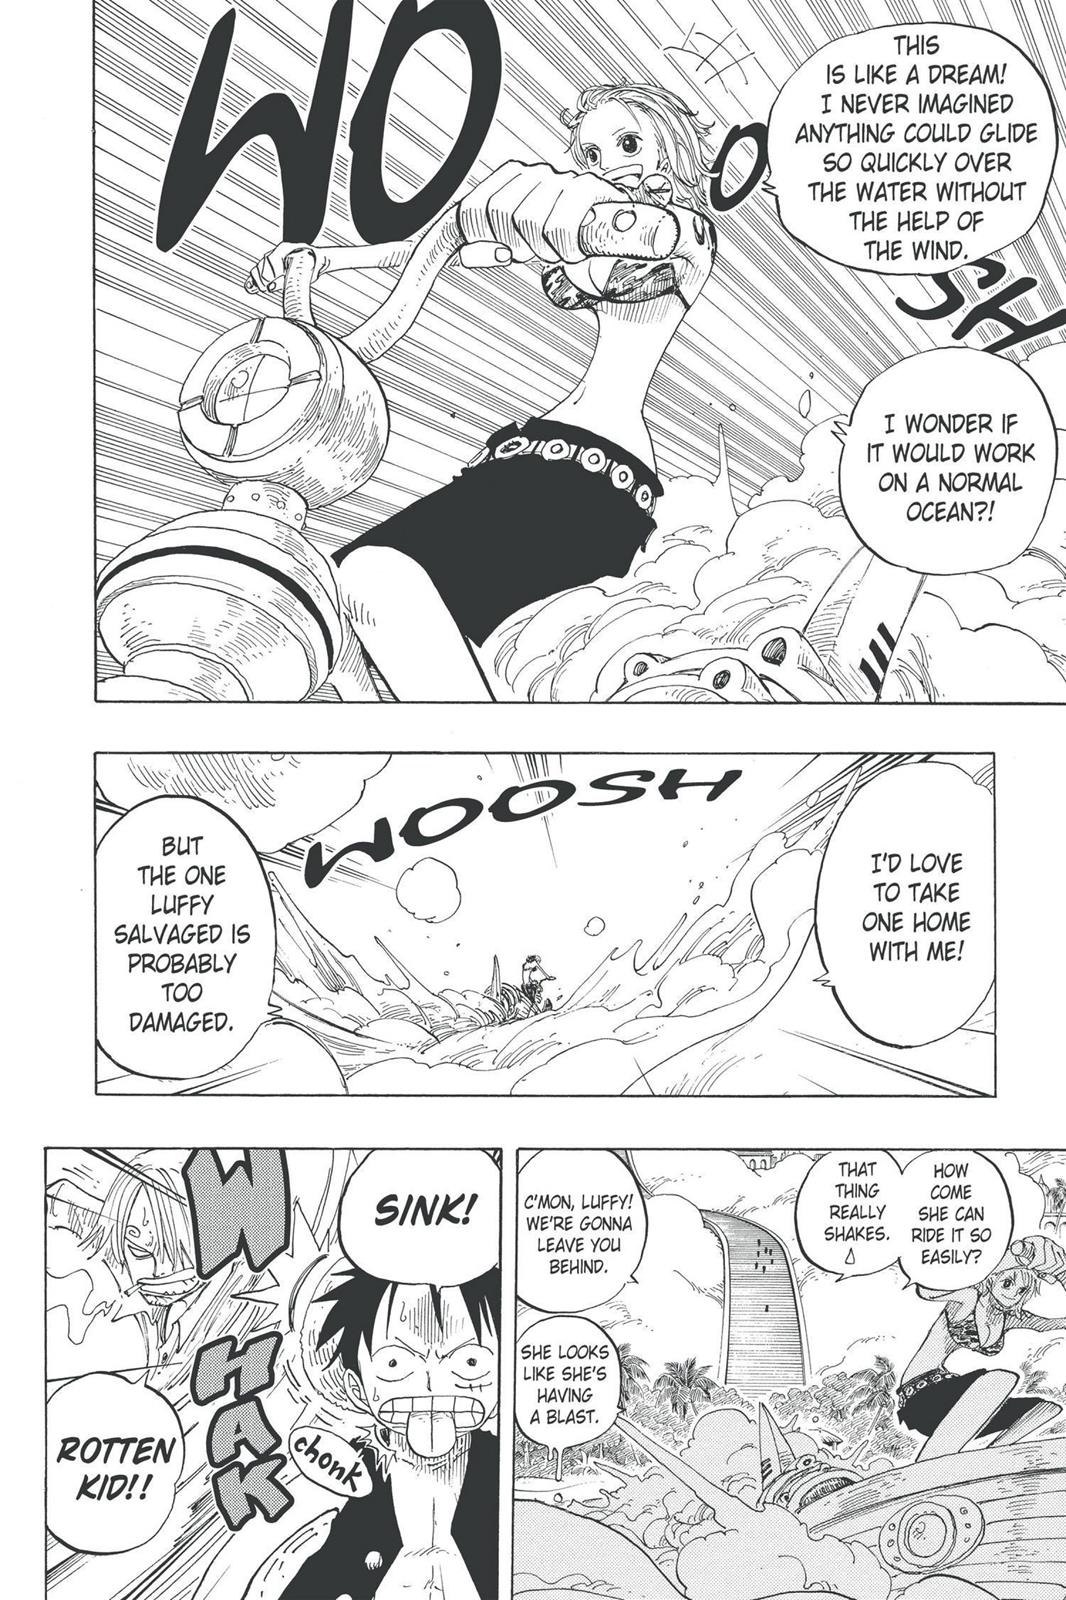 WOOOSH
THIS
IS LIKE A DREAM!
I NEVER IMAGINED
ANYTHING COULD GLIDE
SO QUICKLY OVER
THE WATER WITHOUT
THE HELP OF
THE WIND.
I WONDER IF
IT WOULD WORK
ON A NORMAL
OCEAN?!
WOOSH
BUT
THE ONE
LUFFY
SALVAGED IS
PROBABLY
TOO
DAMAGED.
I'D LOVE
TO TAKE
ONE HOME
WITH ME!
WHAK
SINK!
chonk
ROTTEN
KID!!
C'MON, LUFFY!
WE'RE GONNA
LEAVE YOU
BEHIND.
THAT
THING
REALLY
SHAKES.
HOW
COME
SHE CAN
RIDE IT SO
EASILY?
SHE LOOKS
LIKE SHE'S
HAVING
A BLAST.